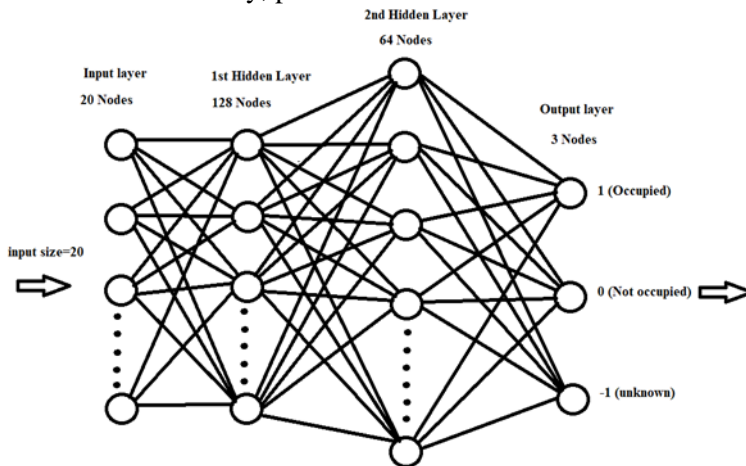 2nd Hidden Layer
64 Nodes
Input layer
20 Nodes
1st Hidden Layer
128 Nodes
Output layer
3 Nodes
1 (Occupied)
input size=20
0 (Not occupied)
-1 (unknown)